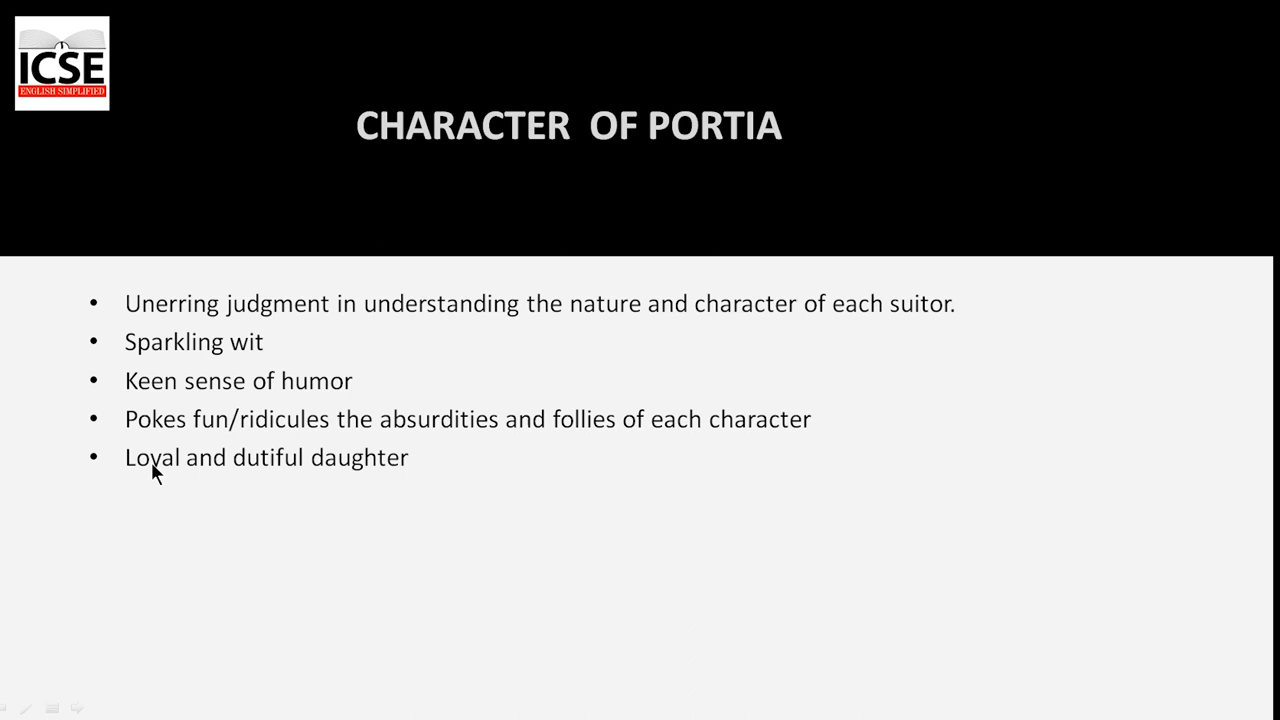 ICSE
ENGLISH SIMPLIFIED
CHARACTER OF PORTIA
• Unerring judgment in understanding the nature and character of each suitor.
• Sparkling wit
• Keen sense of humor
• Pokes fun/ridicules the absurdities and follies of each character
• Loyal and dutiful daughter